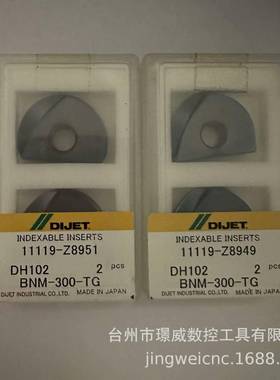 DIJET
INDEXABLE INSERTS
11119-Z8951
DH102 2 pcs
BNM-300-TG
DIJET INDUSTRIAL CO.,LTD. MADE IN JAPAN
DIJET
INDEXABLE INSERTS
11119-Z8949
DH102 2 pcs
BNM-300-TG
DIJET INDUSTRIAL CO.,LTD. MADE IN JAPAN
台州市璟威数控工具有限
jingweicnc.1688.